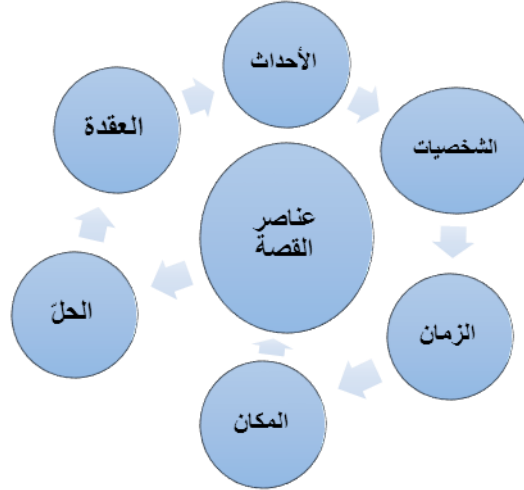 الأحداث
الشخصيات
العقدة
عناصر
القصة
الحلّ
الزمان
المكان